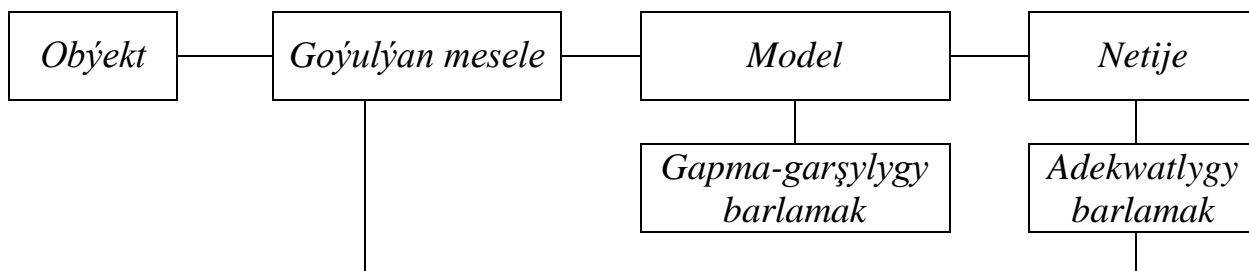 Obýekt
Goýulýan mesele
Model
Netije
Gapma-garşylygy
barlamak
Adekwatlygy
barlamak